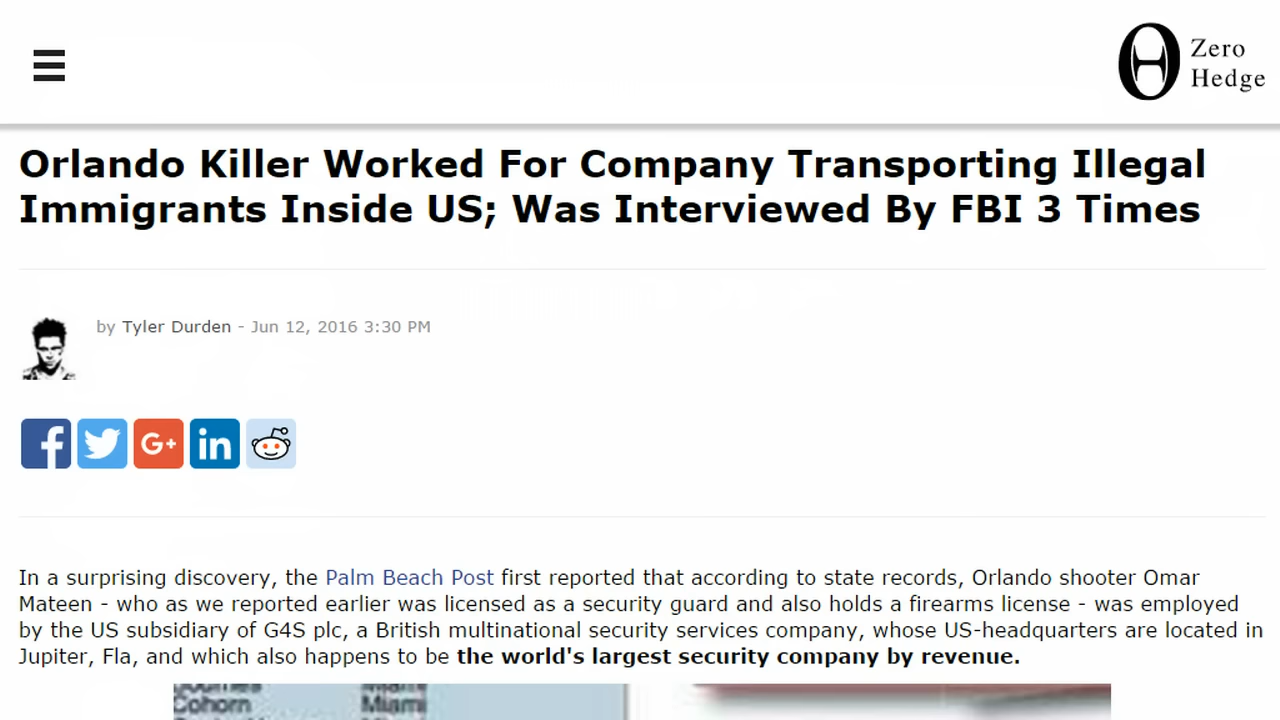 Zero
Hedge
Orlando Killer Worked For Company Transporting Illegal
Immigrants Inside US; Was Interviewed By FBI 3 Times
by Tyler Durden - Jun 12, 2016 3:30 PM
In a surprising discovery, the Palm Beach Post first reported that according to state records, Orlando shooter Omar
Mateen - who as we reported earlier was licensed as a security guard and also holds a firearms license - was employed
by the US subsidiary of G4S plc, a British multinational security services company, whose US-headquarters are located in
Jupiter, Fla, and which also happens to be the world's largest security company by revenue.
Cohorn Miami